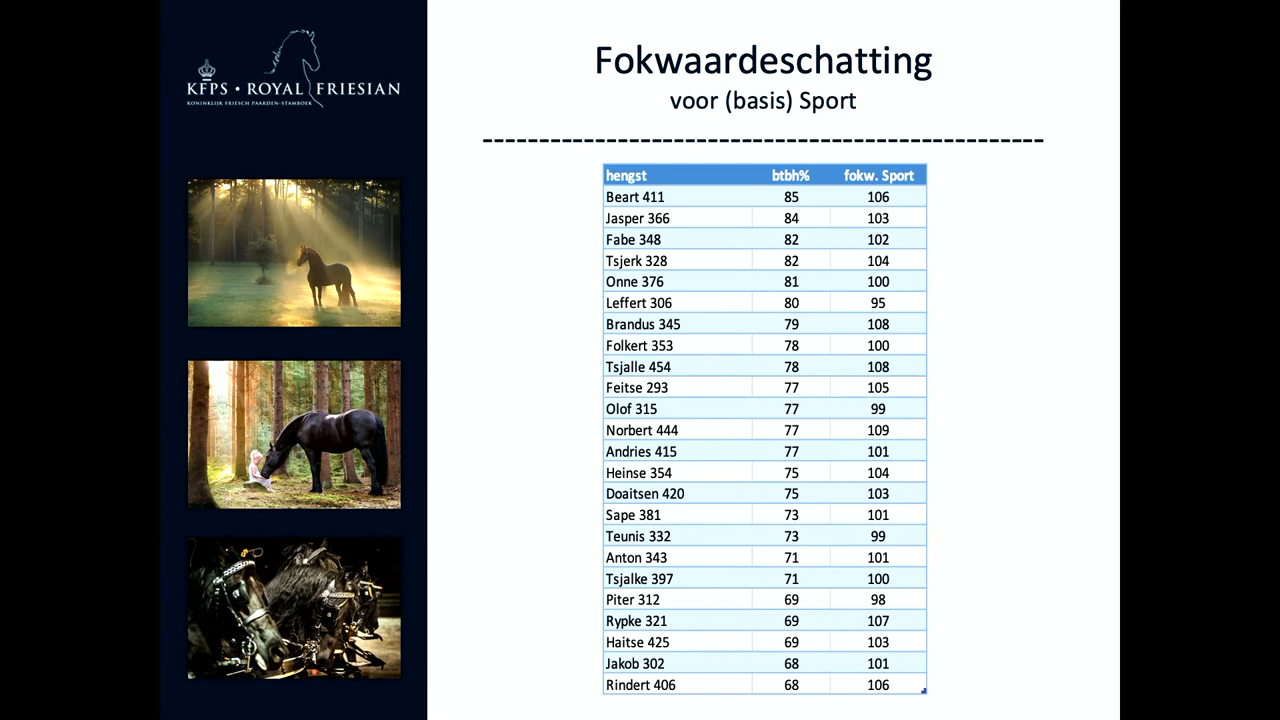 KFPS • ROYAL FRIESIAN
KONINKLIJK FRIESCH PAARDEN-STAMBOEK
Fokwaardeschatting
voor (basis) Sport
hengst btbh% fokw. Sport
Beart 411 85 106
Jasper 366 84 103
Fabe 348 82 102
Tsjerk 328 82 104
Onne 376 81 100
Leffert 306 80 95
Brandus 345 79 108
Folkert 353 78 100
Tsjalle 454 78 108
Feitse 293 77 105
Olof 315 77 99
Norbert 444 77 109
Andries 415 77 101
Heinse 354 75 104
Doaitsen 420 75 103
Sape 381 73 101
Teunis 332 73 99
Anton 343 71 101
Tsjalke 397 71 100
Piter 312 69 98
Rypke 321 69 107
Haitse 425 69 103
Jakob 302 68 101
Rindert 406 68 106